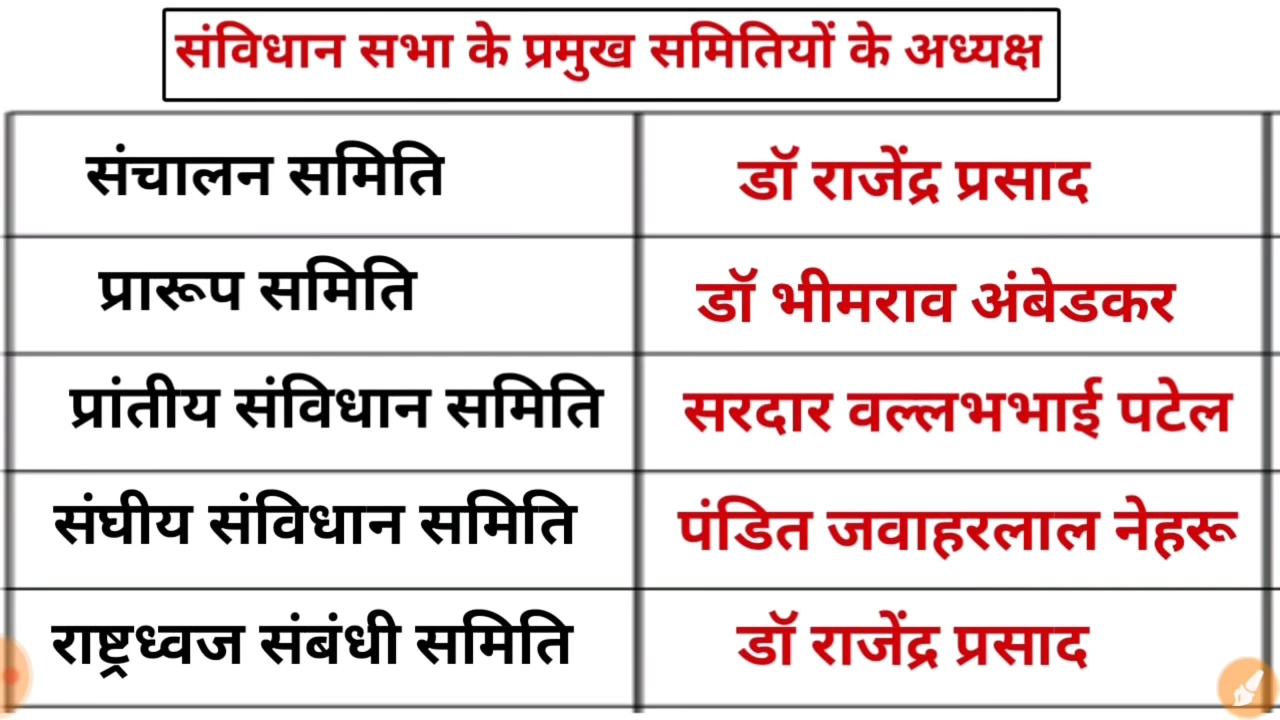 संविधान सभा के प्रमुख समितियों के अध्यक्ष
संचालन समिति डॉ राजेंद्र प्रसाद
प्रारूप समिति डॉ भीमराव अंबेडकर
प्रांतीय संविधान समिति सरदार वल्लभभाई पटेल
संघीय संविधान समिति पंडित जवाहरलाल नेहरू
राष्ट्रध्वज संबंधी समिति डॉ राजेंद्र प्रसाद